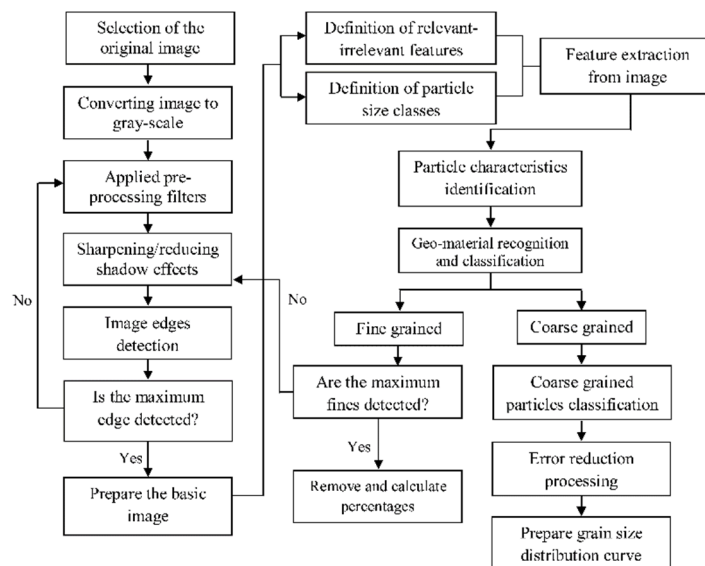 Selection of the
original image
Converting image to
gray-scale
Applied pre-
processing filters
Sharpening/reducing
shadow effects
No
Image edges
detection
Is the maximum
edge detected?
Yes
Prepare the basic
image
Definition of relevant-
irrelevant features
Definition of particle
size classes
Feature extraction
from image
Particle characteristics
identification
Geo-material recognition
and classification
Fine grained
No
Are the maximum
fines detected?
Yes
Remove and calculate
percentages
Coarse grained
Coarse grained
particles classification
Error reduction
processing
Prepare grain size
distribution curve